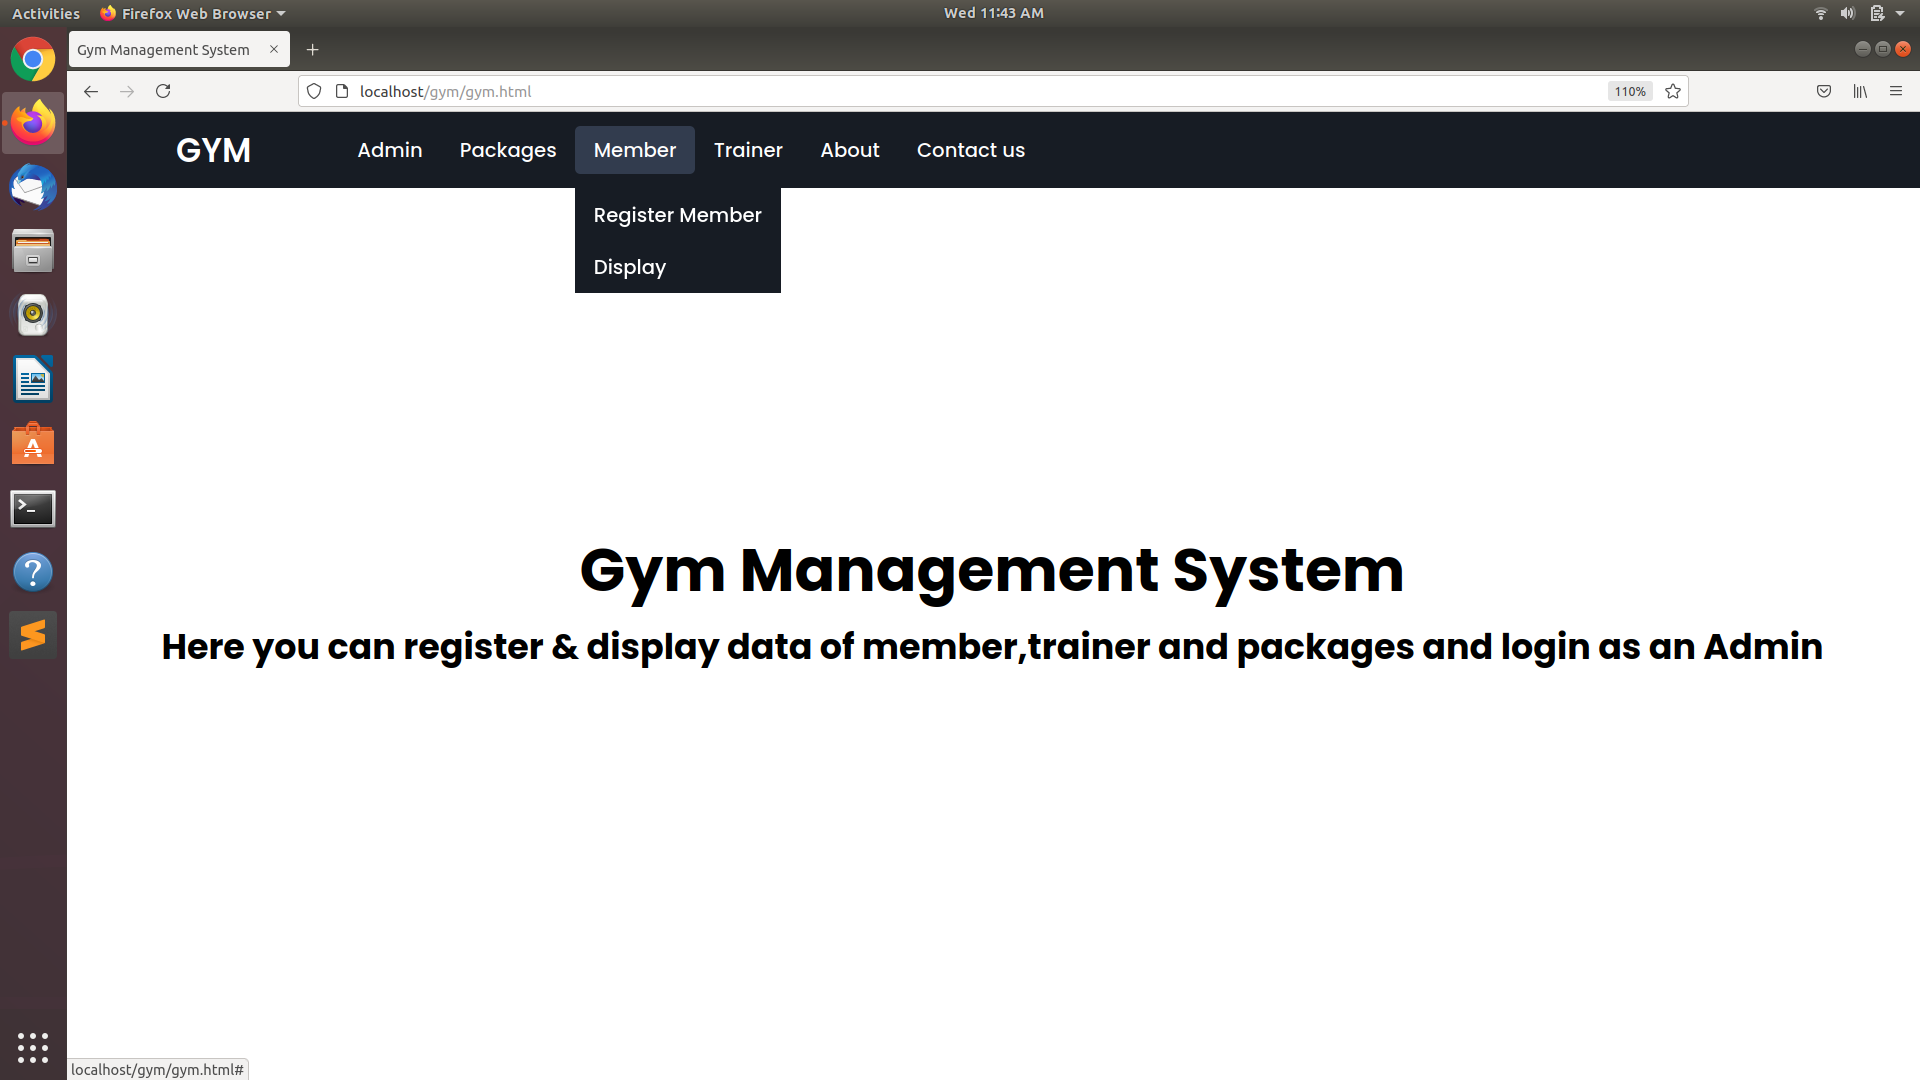 Activities Firefox Web Browser Wed 11:43 AM
Gym Management System
localhost/gym/gym.html 110%
GYM Admin Packages Member Trainer About Contact us
Register Member
Display
Gym Management System
Here you can register & display data of member,trainer and packages and login as an Admin
localhost/gym/gym.html#